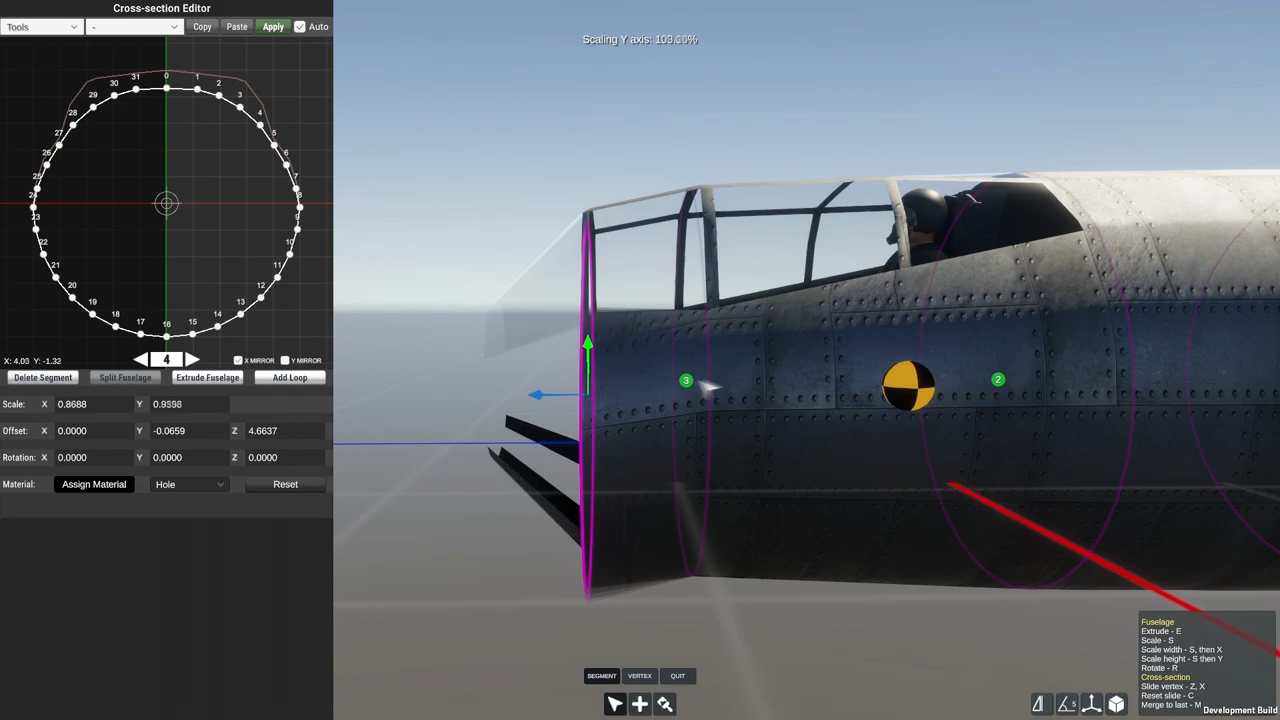 Cross-section Editor
Tools - Copy Paste Apply Auto
Scaling Y axis: 103.00%
31 0 1
30 2
29 3
28 4
27 5
26 6
25 7
24 8
23 9
22 10
21 11
20 12
19 13
18 14
17 16 15
X: 4.03 Y: -1.32 4 X MIRROR Y MIRROR
Delete Segment Split Fuselage Extrude Fuselage Add Loop
Scale: X 0.8688 Y
Offset: X 0.0000 Y -0.0659 Z 4.6637
Rotation: X 0.0000 Y 0.0000 Z 0.0000
Material: Assign Material Hole Reset
3 2
Fuselage
Extrude - E
Scale - S
Scale width - S, then X
Scale height - S then Y
Rotate - R
Cross-section
Slide vertex - Z, X
Reset slide - C
Merge to last - M
SEGMENT VERTEX QUIT
5
Development Build